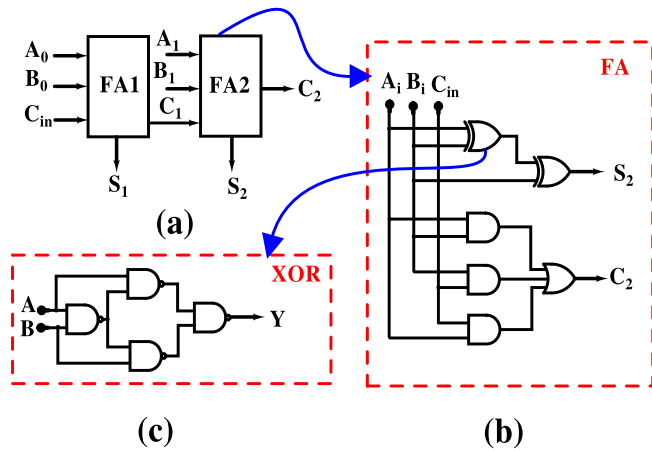 A₀
B₀
Cᵢₙ
FA1
S₁
A₁
B₁
C₁
FA2
C₂
S₂
(a)
FA
Aᵢ Bᵢ Cᵢₙ
S₂
C₂
(b)
XOR
A
B
Y
(c)